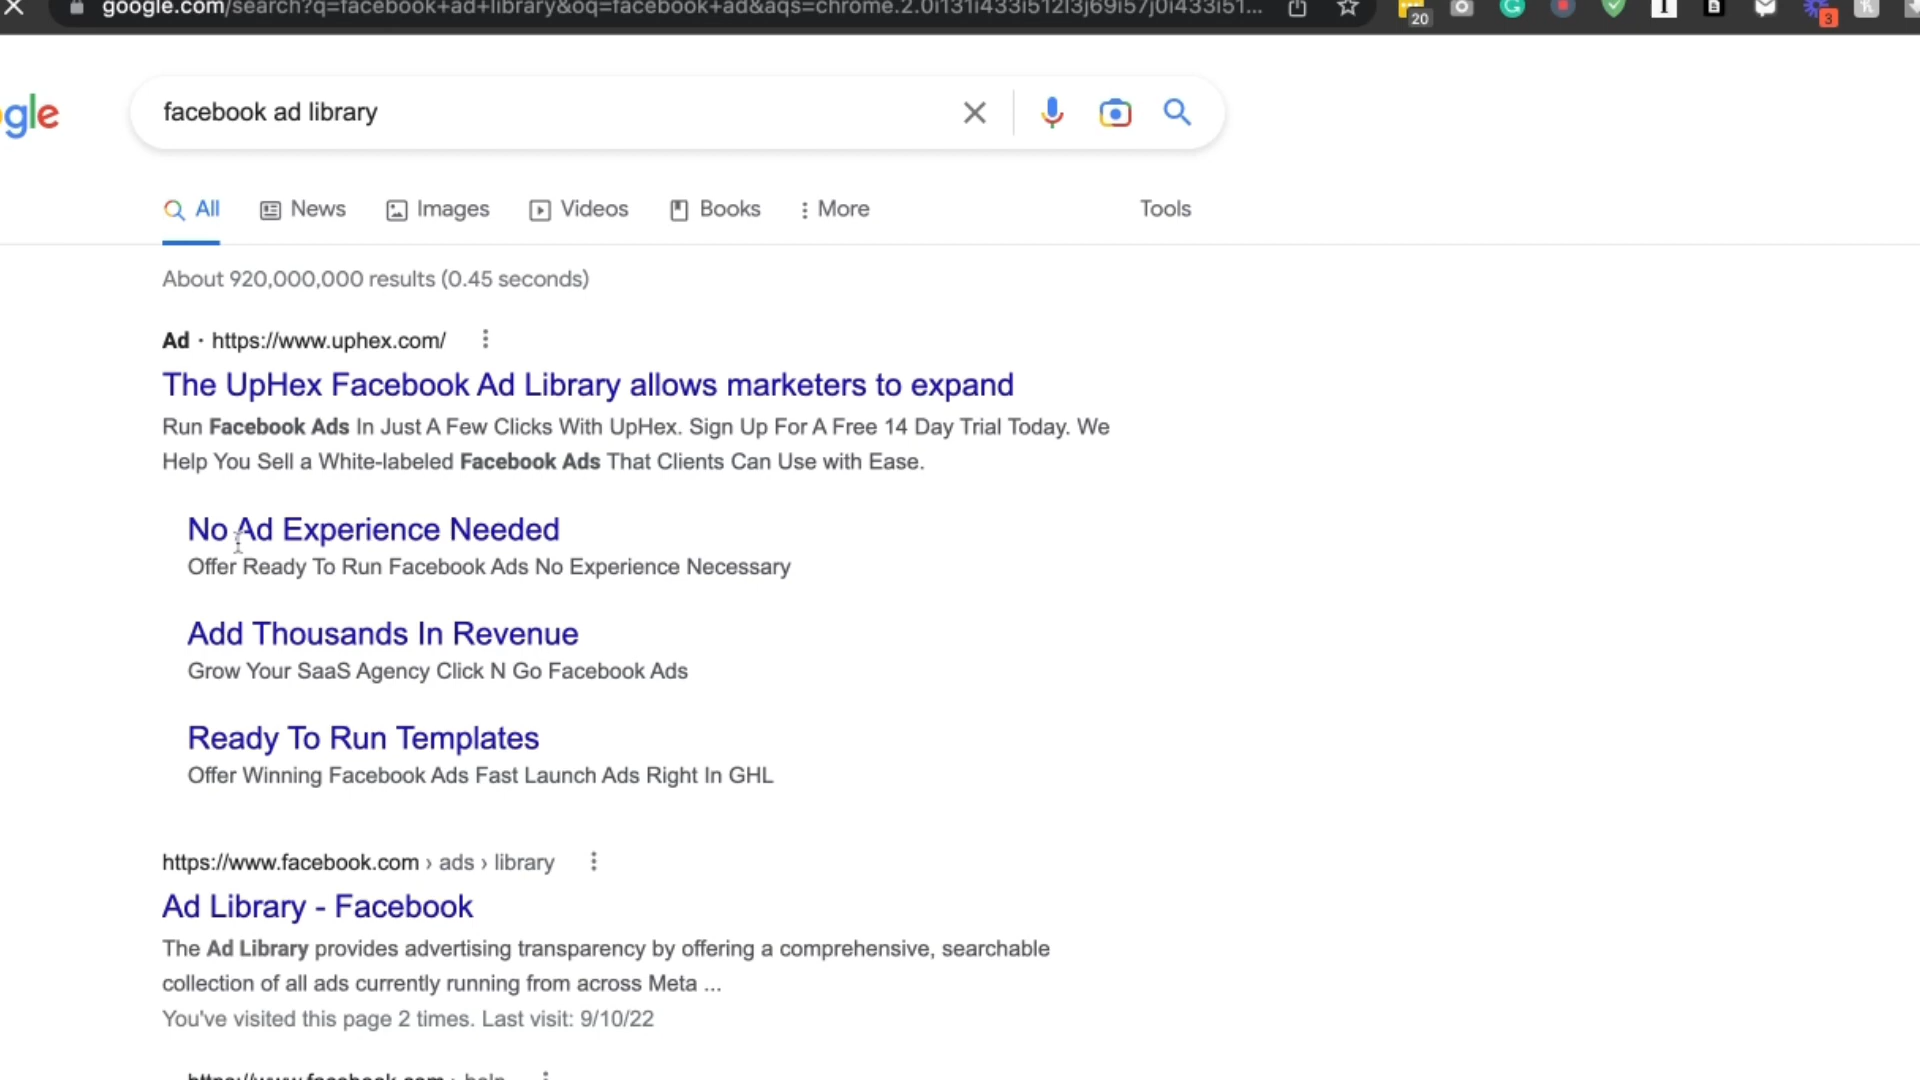 google.com/search?q=facebook+ad+library&oq=facebook+ad&aqs=chrome.2.0i131i433i512l3j69i57j0i433i51...
20
3
gle
facebook ad library
All News Images Videos Books More Tools
About 920,000,000 results (0.45 seconds)
Ad · https://www.uphex.com/
The UpHex Facebook Ad Library allows marketers to expand
Run Facebook Ads In Just A Few Clicks With UpHex. Sign Up For A Free 14 Day Trial Today. We
Help You Sell a White-labeled Facebook Ads That Clients Can Use with Ease.
No Ad Experience Needed
Offer Ready To Run Facebook Ads No Experience Necessary
Add Thousands In Revenue
Grow Your SaaS Agency Click N Go Facebook Ads
Ready To Run Templates
Offer Winning Facebook Ads Fast Launch Ads Right In GHL
https://www.facebook.com › ads › library
Ad Library - Facebook
The Ad Library provides advertising transparency by offering a comprehensive, searchable
collection of all ads currently running from across Meta ...
You've visited this page 2 times. Last visit: 9/10/22
https://www.facebook.com › help